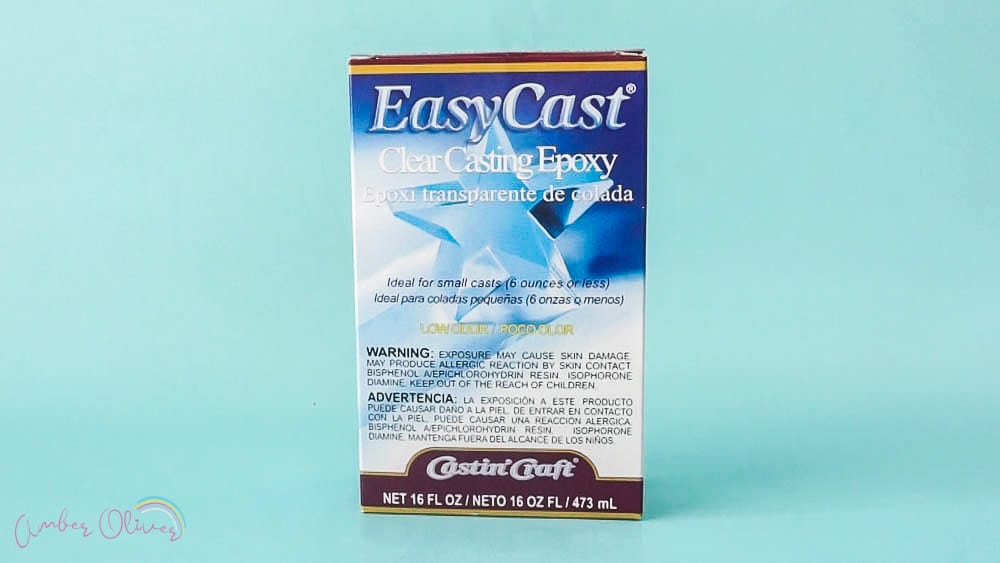 EasyCast®
Clear Casting Epoxy
Epoxi transparente de colada
Ideal for small casts (6 ounces or less)
Ideal para coladas pequeñas (6 onzas o menos)
LOW ODOR / POCO OLOR
WARNING: EXPOSURE MAY CAUSE SKIN DAMAGE.
MAY PRODUCE ALLERGIC REACTION BY SKIN CONTACT.
BISPHENOL A/EPICHLOROHYDRIN RESIN. ISOPHORONE
DIAMINE. KEEP OUT OF THE REACH OF CHILDREN.
ADVERTENCIA: LA EXPOSICIÓN A ESTE PRODUCTO
PUEDE CAUSAR DAÑO A LA PIEL. DE ENTRAR EN CONTACTO
CON LA PIEL, PUEDE CAUSAR UNA REACCIÓN ALERGICA.
BISPHENOL A/EPICHLOROHYDRIN RESIN. ISOPHORONE
DIAMINE. MANTENGA FUERA DEL ALCANCE DE LOS NIÑOS.
Castin'Craft®
NET 16 FL OZ / NETO 16 OZ FL / 473 mL
Amber Oliver